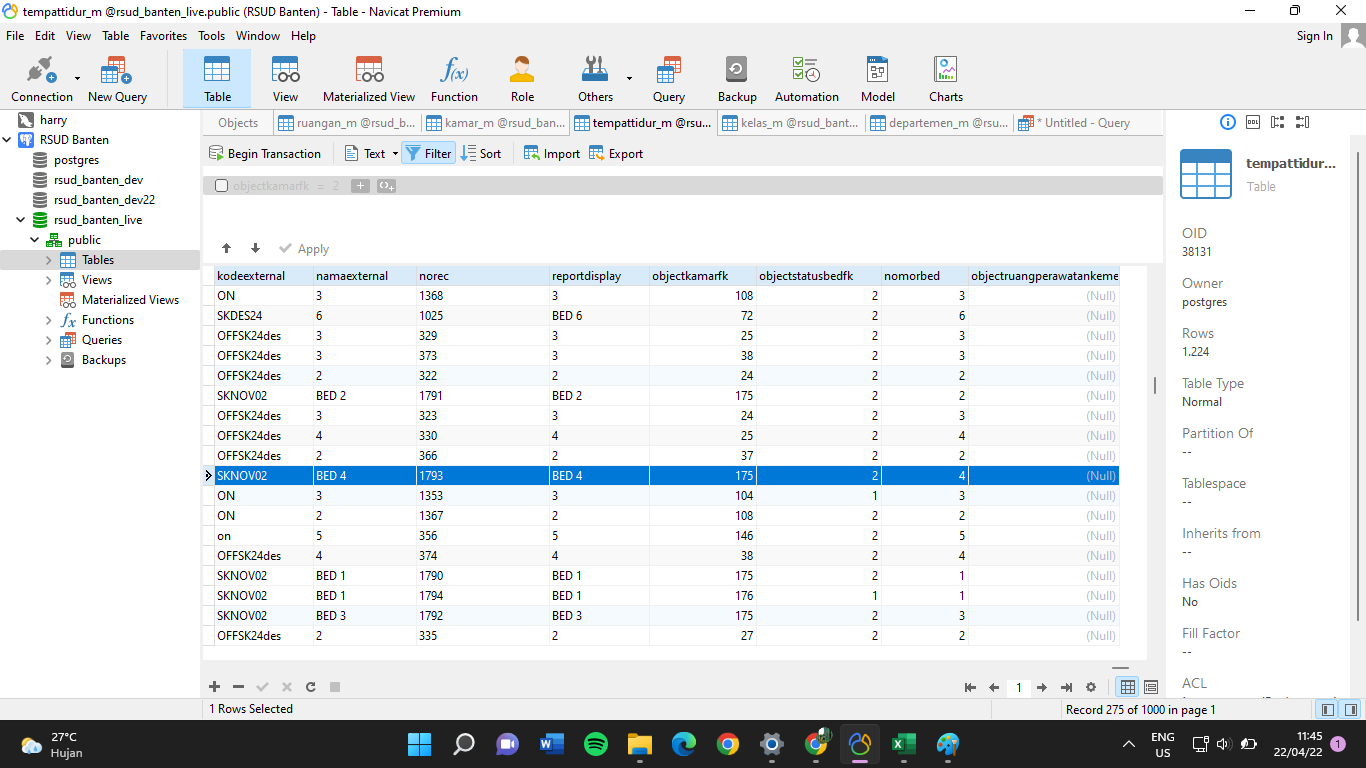 tempattidur_m @rsud_banten_live.public (RSUD Banten) - Table - Navicat Premium
File Edit View Table Favorites Tools Window Help Sign In
Connection New Query Table View Materialized View Function Role Others Query Backup Automation Model Charts
harry
RSUD Banten
postgres
rsud_banten_dev
rsud_banten_dev22
rsud_banten_live
public
Tables
Views
Materialized Views
Functions
Queries
Backups
Objects ruangan_m @rsud_b... kamar_m @rsud_ban... tempattidur_m @rsu... kelas_m @rsud_bant... departemen_m @rsu... * Untitled - Query
Begin Transaction Text Filter Sort Import Export
objectkamarfk = 2
Apply
kodeexternal namaexternal norec reportdisplay objectkamarfk objectstatusbedfk nomorbed objectruangperawatankeme
ON 3 1368 3 108 2 3 (Null)
SKDES24 6 1025 BED 6 72 2 6 (Null)
OFFSK24des 3 329 3 25 2 3 (Null)
OFFSK24des 3 373 3 38 2 3 (Null)
OFFSK24des 2 322 2 24 2 2 (Null)
SKNOV02 BED 2 1791 BED 2 175 2 2 (Null)
OFFSK24des 3 323 3 24 2 3 (Null)
OFFSK24des 4 330 4 25 2 4 (Null)
OFFSK24des 2 366 2 37 2 2 (Null)
SKNOV02 BED 4 1793 BED 4 175 2 4 (Null)
ON 3 1353 3 104 1 3 (Null)
ON 2 1367 2 108 2 2 (Null)
on 5 356 5 146 2 5 (Null)
OFFSK24des 4 374 4 38 2 4 (Null)
SKNOV02 BED 1 1790 BED 1 175 2 1 (Null)
SKNOV02 BED 1 1794 BED 1 176 1 1 (Null)
SKNOV02 BED 3 1792 BED 3 175 2 3 (Null)
OFFSK24des 2 335 2 27 2 2 (Null)
1
1 Rows Selected
Record 275 of 1000 in page 1
DDL
tempattidur...
Table
OID
38131
Owner
postgres
Rows
1.224
Table Type
Normal
Partition Of
--
Tablespace
--
Inherits from
--
Has Oids
No
Fill Factor
--
ACL
27°C
Hujan
ENG
US
11:45
22/04/22
1